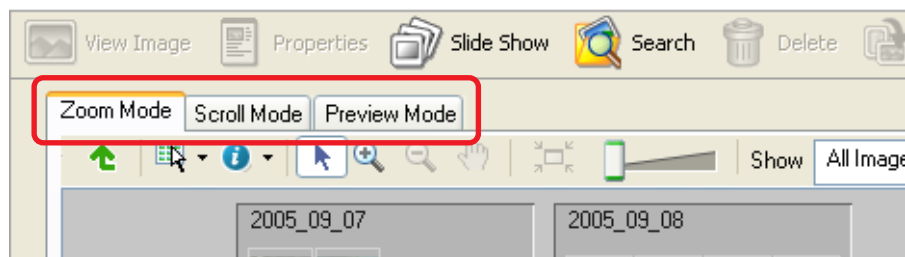 View Image Properties Slide Show Search Delete
Zoom Mode Scroll Mode Preview Mode
Show All Image
2005_09_07 2005_09_08